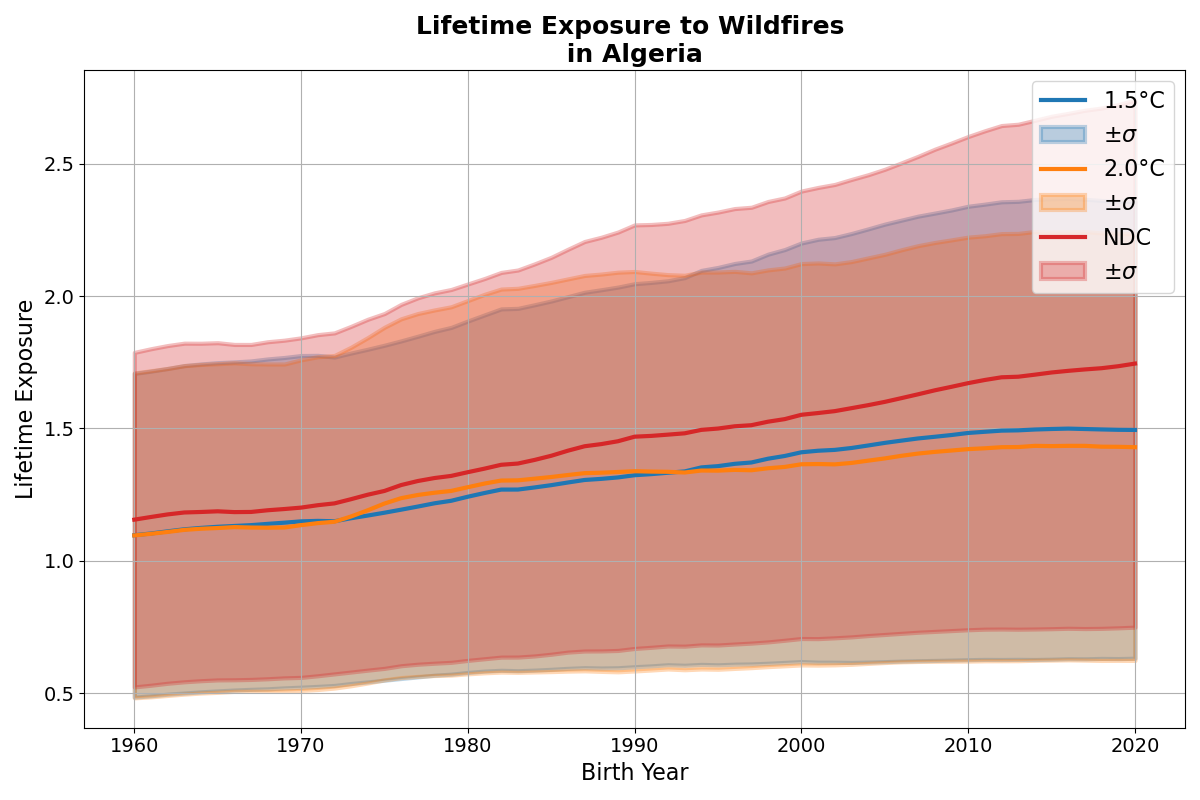 Lifetime Exposure to Wildfires
in Algeria
Lifetime Exposure
2.5
2.0
1.5
1.0
0.5
1960 1970 1980 1990 2000 2010 2020
Birth Year
1.5°C
±σ
2.0°C
±σ
NDC
±σ